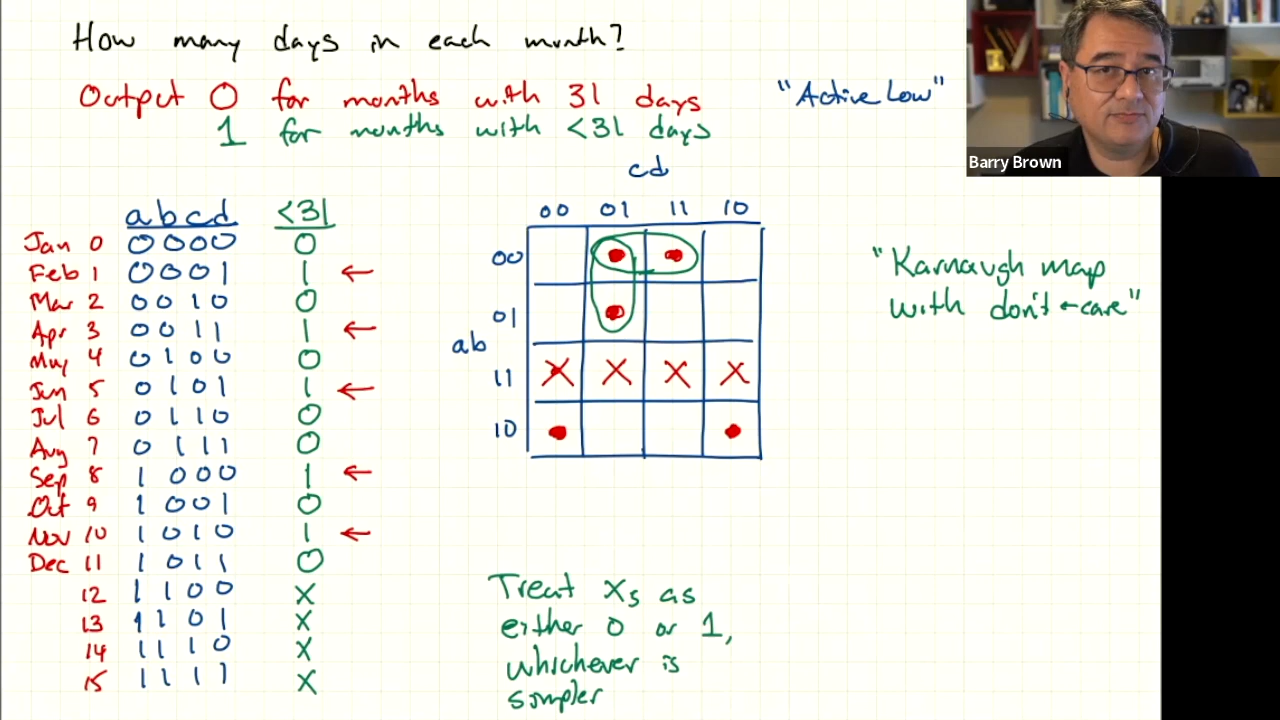 How many days in each month?
Output 0 for months with 31 days
"Active Low"
1 for months with <31 days
Barry Brown
abcd <31
Jan 0 0000 0
Feb 1 0001 1 ←
Mar 2 0010 0
Apr 3 0011 1 ←
May 4 0100 0
Jun 5 0101 1 ←
Jul 6 0110 0
Aug 7 0111 0
Sep 8 1000 1 ←
Oct 9 1001 0
Nov 10 1010 1 ←
Dec 11 1011 0
12 1100 X
13 1101 X
14 1110 X
15 1111 X
cd
00 01 11 10
00
01
ab
11 X X X X
10
"Karnaugh map
with don't-care"
Treat Xs as
either 0 or 1,
whichever is
simpler